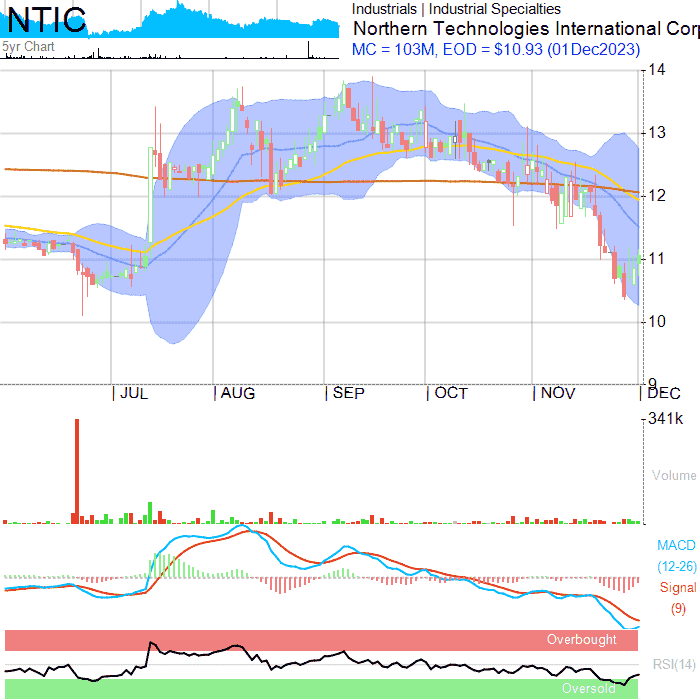 NTIC
5yr Chart
Industrials | Industrial Specialties
Northern Technologies International Corp
MC = 103M, EOD = $10.93 (01Dec2023)
14
13
12
11
10
9
JUL AUG SEP OCT NOV DEC
341k
Volume
MACD
(12-26)
Signal
(9)
Overbought
RSI(14)
Oversold